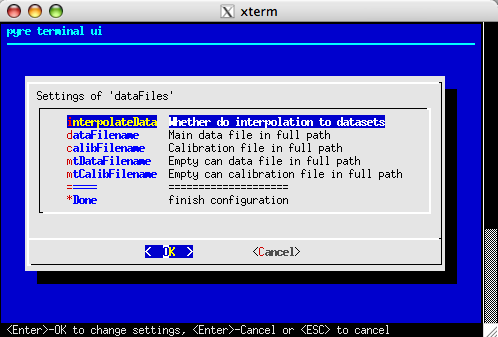 xterm
pyre terminal ui
Settings of 'dataFiles'
InterpolateData Whether do interpolation to datasets
dataFilename Main data file in full path
calibFilename Calibration file in full path
mtDataFilename Empty can data file in full path
mtCalibFilename Empty can calibration file in full path
===== ====================
*Done finish configuration
< OK > <Cancel>
<Enter>-OK to change settings, <Enter>-Cancel or <ESC> to cancel